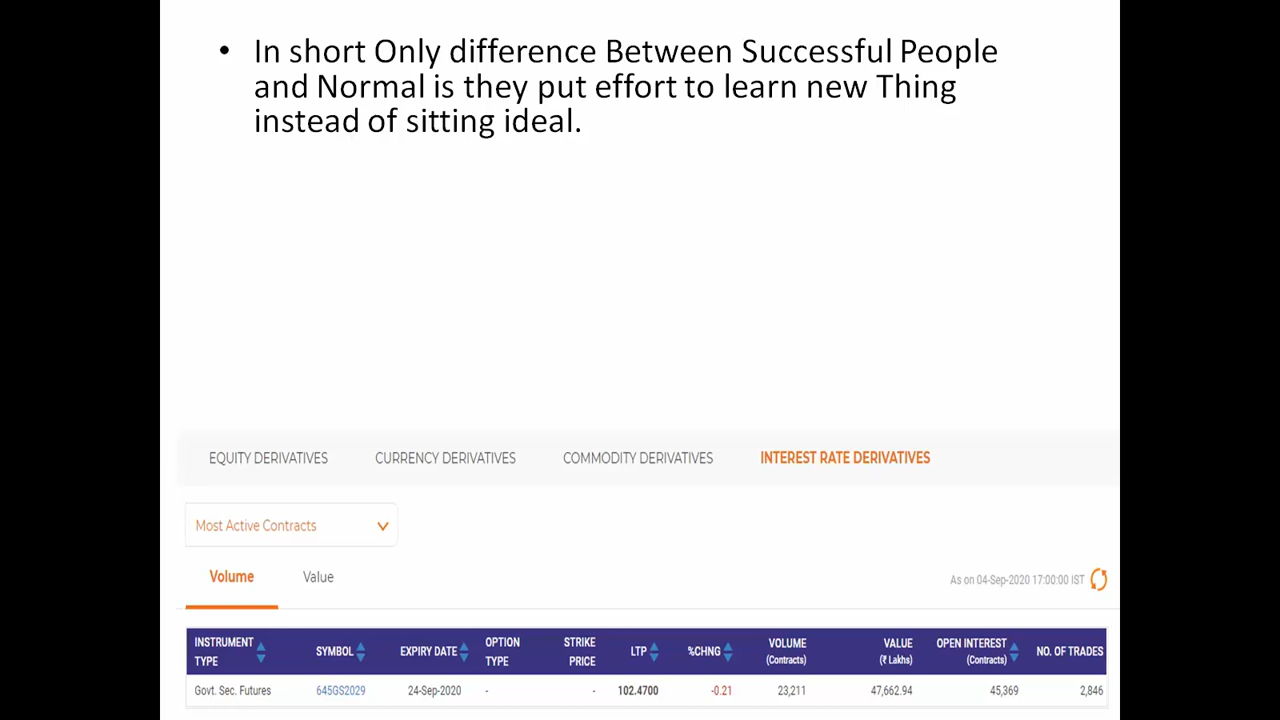 • In short Only difference Between Successful People
and Normal is they put effort to learn new Thing
instead of sitting ideal.
EQUITY DERIVATIVES CURRENCY DERIVATIVES COMMODITY DERIVATIVES INTEREST RATE DERIVATIVES
Most Active Contracts
Volume Value As on 04-Sep-2020 17:00:00 IST
INSTRUMENT TYPE SYMBOL EXPIRY DATE OPTION TYPE STRIKE PRICE LTP %CHNG VOLUME (Contracts) VALUE (₹ Lakhs) OPEN INTEREST (Contracts) NO. OF TRADES
Govt. Sec. Futures 645GS2029 24-Sep-2020 - - 102.4700 -0.21 23,211 47,662.94 45,369 2,846